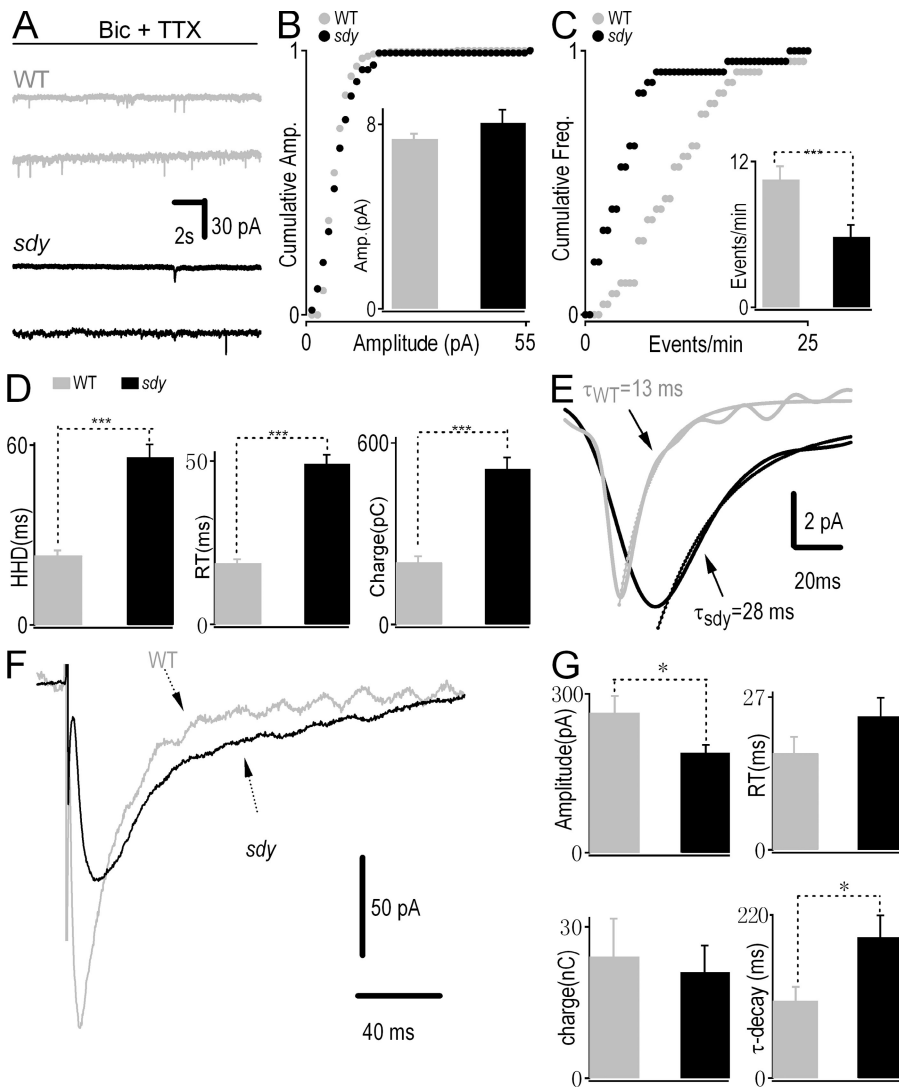 A
Bic + TTX
WT
30 pA
2s
sdy
B
WT
sdy
1
Cumulative Amp.
0
0
Amplitude (pA)
55
8
Amp.(pA)
0
C
WT
sdy
1
Cumulative Freq.
0
0
Events/min
25
12
***
Events/min
0
D
WT
sdy
60
***
HHD(ms)
0
50
***
RT(ms)
0
600
***
Charge(pC)
0
E
τWT=13 ms
2 pA
20ms
τsdy=28 ms
F
WT
sdy
50 pA
40 ms
G
300
*
Amplitude(pA)
0
27
RT(ms)
0
30
charge(nC)
0
220
*
τ-decay (ms)
0